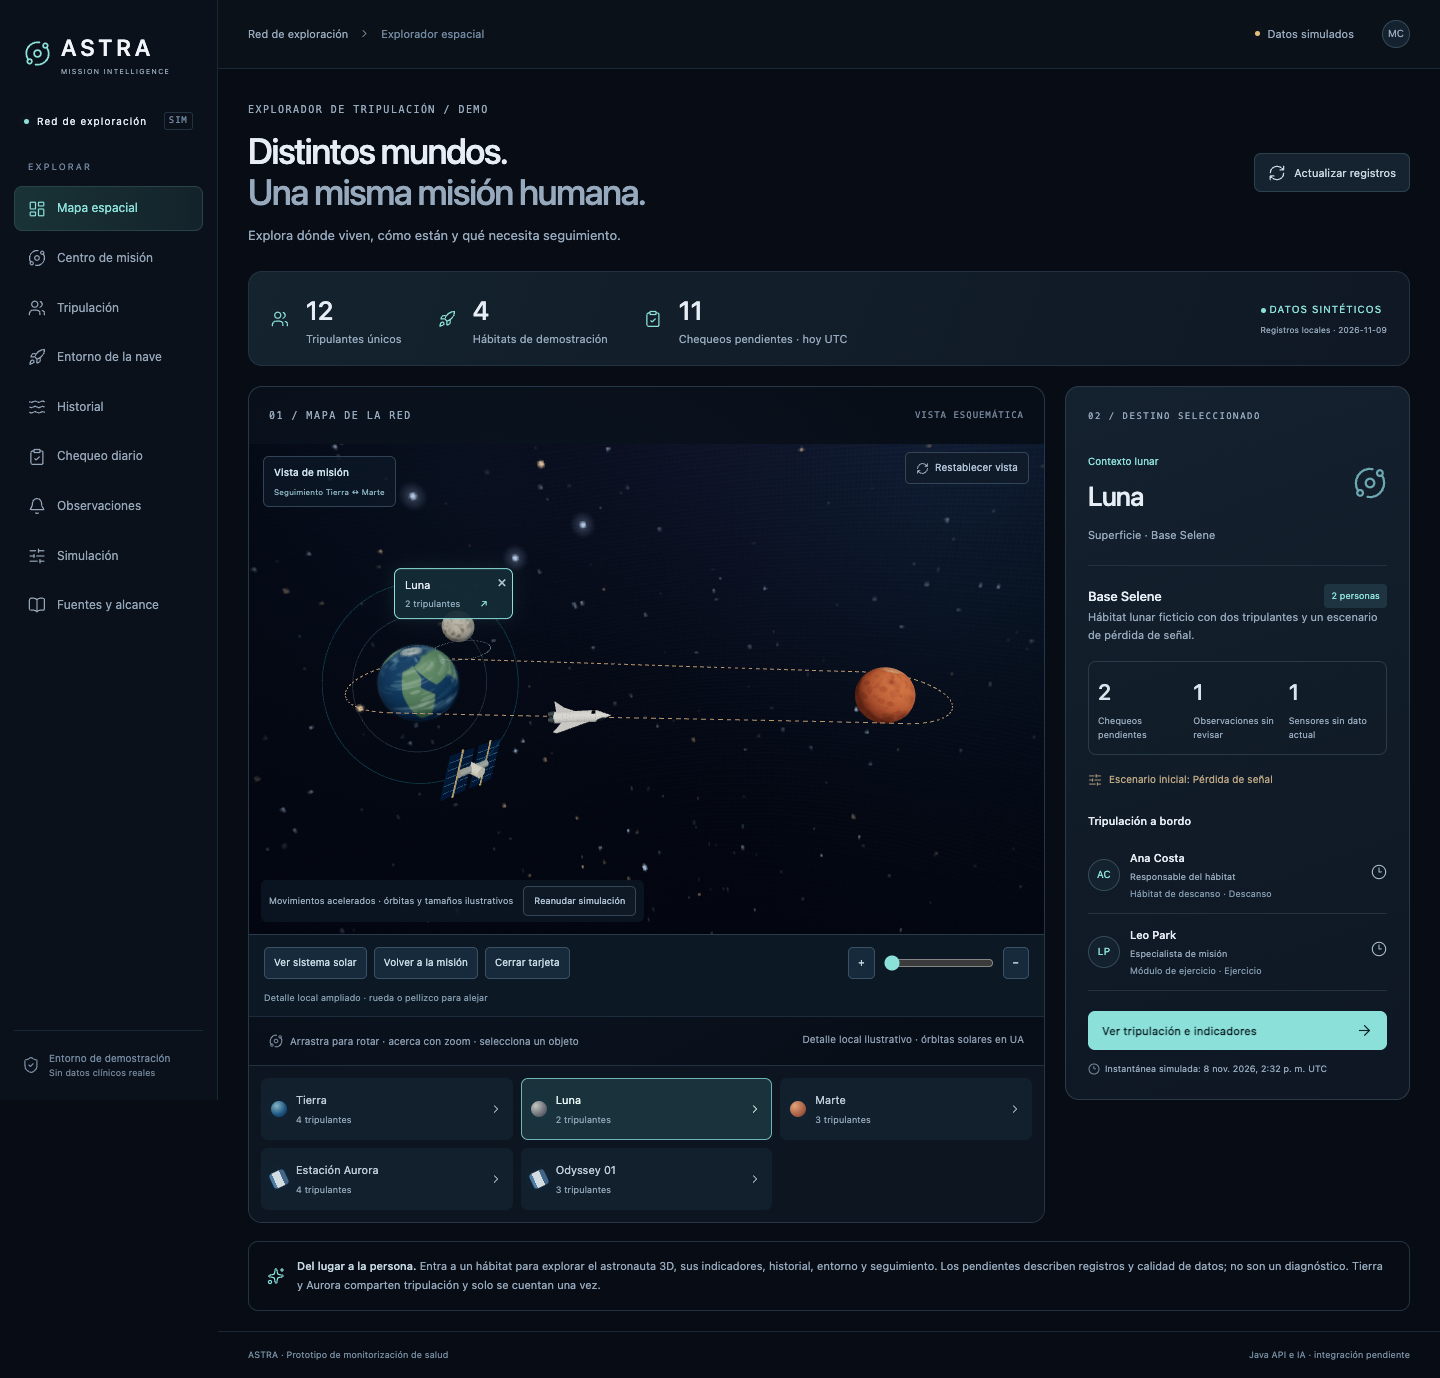 ASTRA
MISSION INTELLIGENCE
Red de exploración
SIM
EXPLORAR
Mapa espacial
Centro de misión
Tripulación
Entorno de la nave
Historial
Chequeo diario
Observaciones
Simulación
Fuentes y alcance
Entorno de demostración
Sin datos clínicos reales
Red de exploración
Explorador espacial
Datos simulados
MC
EXPLORADOR DE TRIPULACIÓN / DEMO
Distintos mundos.
Una misma misión humana.
Explora dónde viven, cómo están y qué necesita seguimiento.
Actualizar registros
12
Tripulantes únicos
4
Hábitats de demostración
11
Chequeos pendientes · hoy UTC
DATOS SINTÉTICOS
Registros locales · 2026-11-09
01 / MAPA DE LA RED
VISTA ESQUEMÁTICA
Vista de misión
Seguimiento Tierra ↔ Marte
Restablecer vista
Luna
2 tripulantes ↗
Movimientos acelerados · órbitas y tamaños ilustrativos
Reanudar simulación
Ver sistema solar
Volver a la misión
Cerrar tarjeta
+
−
Detalle local ampliado · rueda o pellizco para alejar
Arrastra para rotar · acerca con zoom · selecciona un objeto
Detalle local ilustrativo · órbitas solares en UA
Tierra
4 tripulantes
Luna
2 tripulantes
Marte
3 tripulantes
Estación Aurora
4 tripulantes
Odyssey 01
3 tripulantes
02 / DESTINO SELECCIONADO
Contexto lunar
Luna
Superficie · Base Selene
Base Selene
2 personas
Hábitat lunar ficticio con dos tripulantes y un escenario
de pérdida de señal.
2
Chequeos
pendientes
1
Observaciones sin
revisar
1
Sensores sin dato
actual
Escenario inicial: Pérdida de señal
Tripulación a bordo
AC
Ana Costa
Responsable del hábitat
Hábitat de descanso · Descanso
LP
Leo Park
Especialista de misión
Módulo de ejercicio · Ejercicio
Ver tripulación e indicadores
Instantánea simulada: 8 nov. 2026, 2:32 p. m. UTC
Del lugar a la persona. Entra a un hábitat para explorar el astronauta 3D, sus indicadores, historial, entorno y seguimiento. Los pendientes describen registros y calidad de datos; no son un diagnóstico. Tierra
y Aurora comparten tripulación y solo se cuentan una vez.
ASTRA · Prototipo de monitorización de salud
Java API e IA · integración pendiente